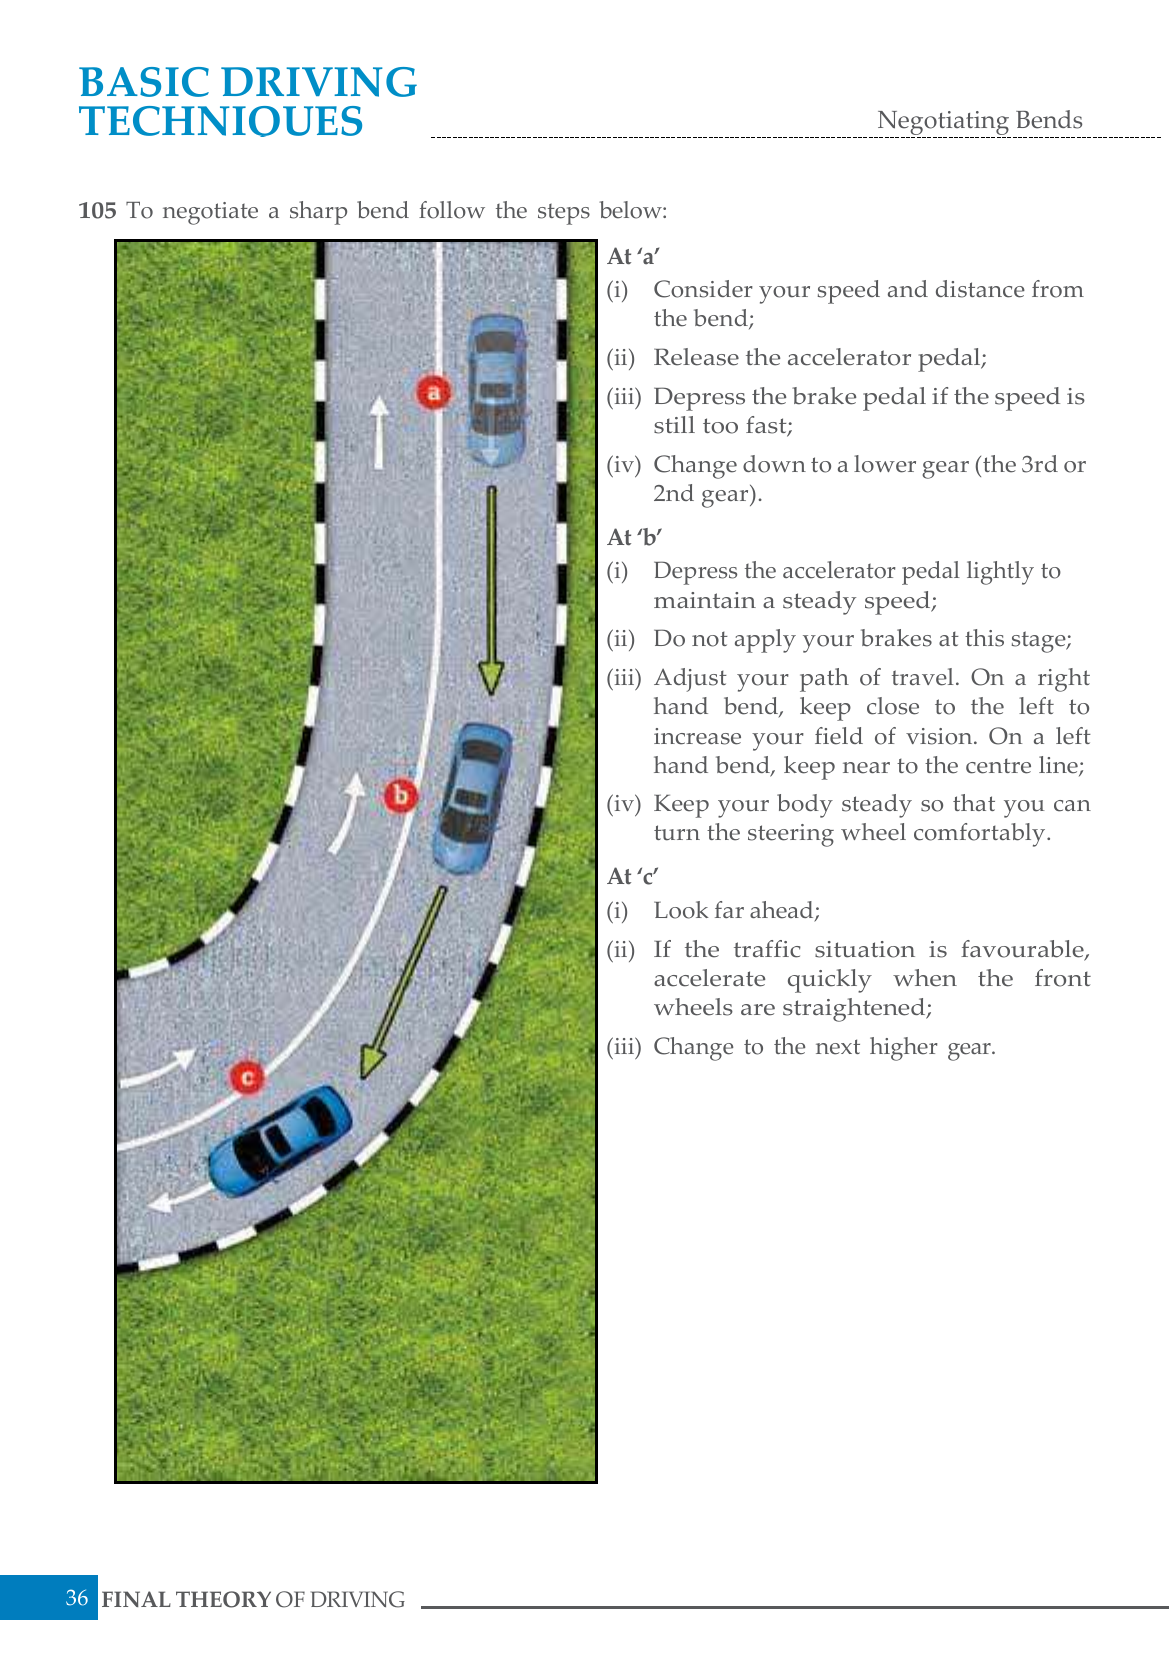 BASIC DRIVING
TECHNIQUES
Negotiating Bends
105 To negotiate a sharp bend follow the steps below:
At ‘a’
(i) Consider your speed and distance from
the bend;
(ii) Release the accelerator pedal;
(iii) Depress the brake pedal if the speed is
still too fast;
(iv) Change down to a lower gear (the 3rd or
2nd gear).
At ‘b’
(i) Depress the accelerator pedal lightly to
maintain a steady speed;
(ii) Do not apply your brakes at this stage;
(iii) Adjust your path of travel. On a right
hand bend, keep close to the left to
increase your field of vision. On a left
hand bend, keep near to the centre line;
(iv) Keep your body steady so that you can
turn the steering wheel comfortably.
At ‘c’
(i) Look far ahead;
(ii) If the traffic situation is favourable,
accelerate quickly when the front
wheels are straightened;
(iii) Change to the next higher gear.
a
b
c
36 FINAL THEORY OF DRIVING